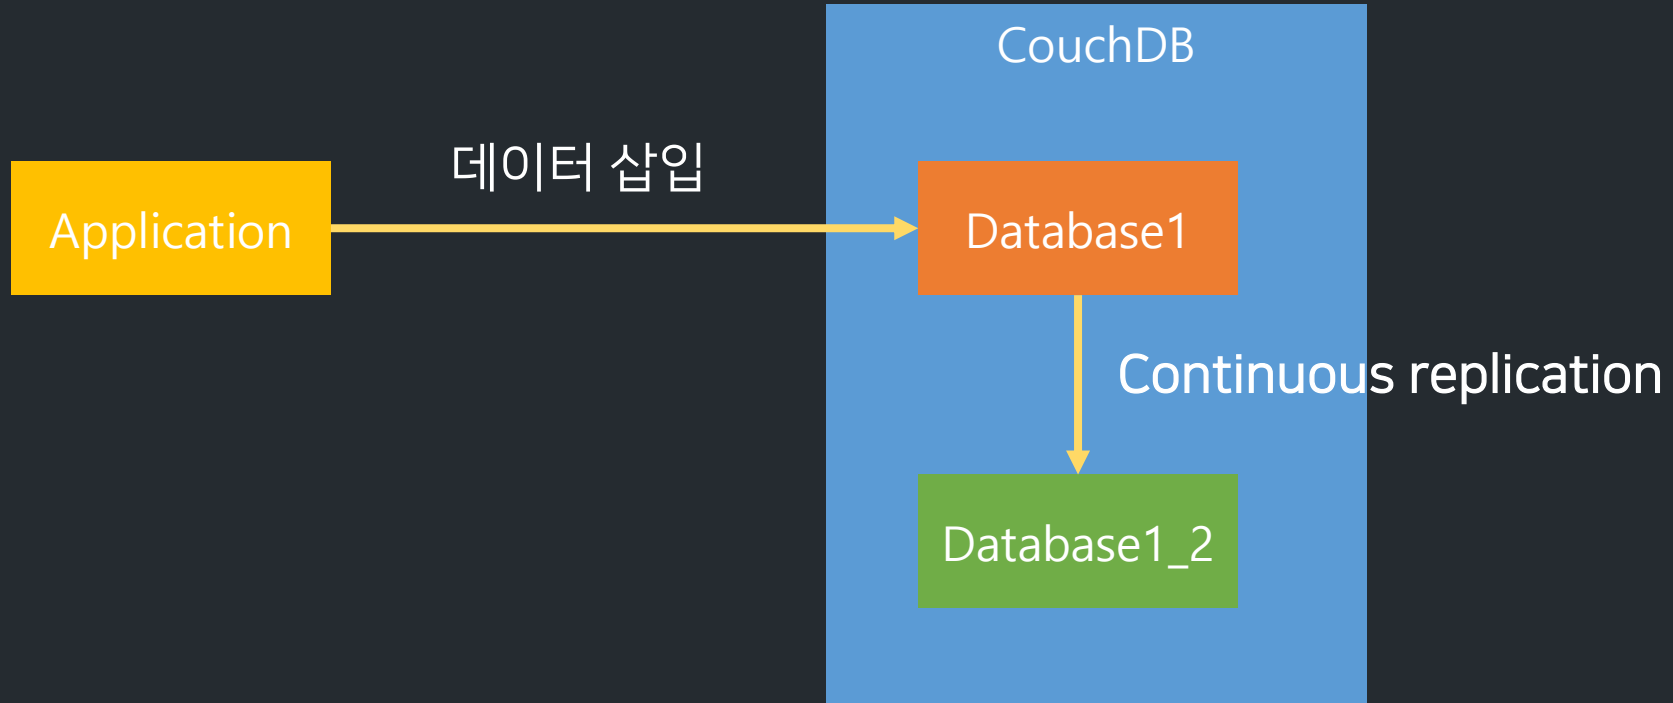 CouchDB
데이터 삽입
Application
Database1
Continuous replication
Database1_2